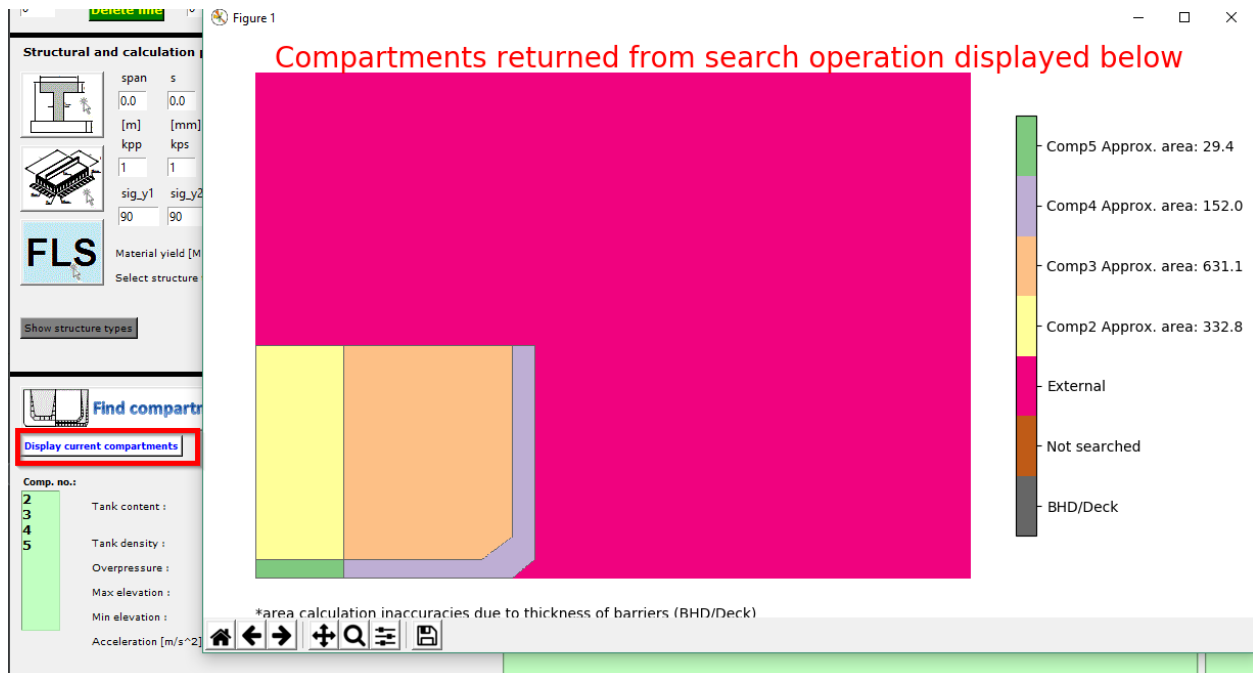 Delete line
Figure 1
Structural and calculation
span s
0.0 0.0
[m] [mm]
kpp kps
1 1
sig_y1 sig_y2
90 90
FLS
Material yield
Select structure
Show structure types
Find
Display current compartments
Comp. no.:
2
3
4
5
Tank content :
Tank density :
Overpressure :
Max elevation :
Min elevation :
Acceleration [m/s^2]
Compartments returned from search operation displayed below
Comp5 Approx. area: 29.4
Comp4 Approx. area: 152.0
Comp3 Approx. area: 631.1
Comp2 Approx. area: 332.8
External
Not searched
BHD/Deck
*area calculation inaccuracies due to thickness of barriers (BHD/Deck)